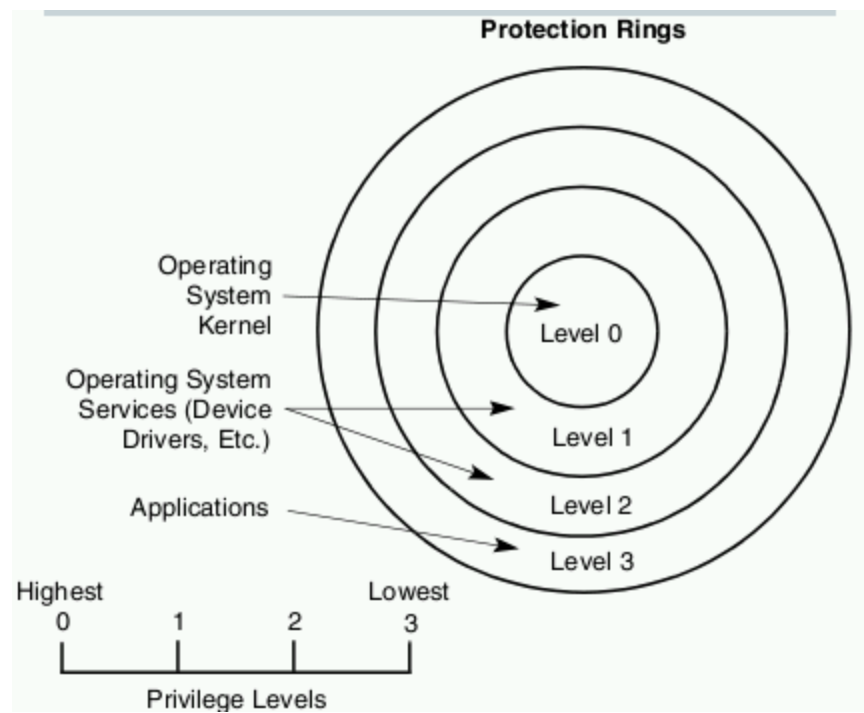 Protection Rings
Operating
System
Kernel
Level 0
Operating System
Services (Device
Drivers, Etc.)
Level 1
Level 2
Applications
Level 3
Highest
Lowest
0 1 2 3
Privilege Levels